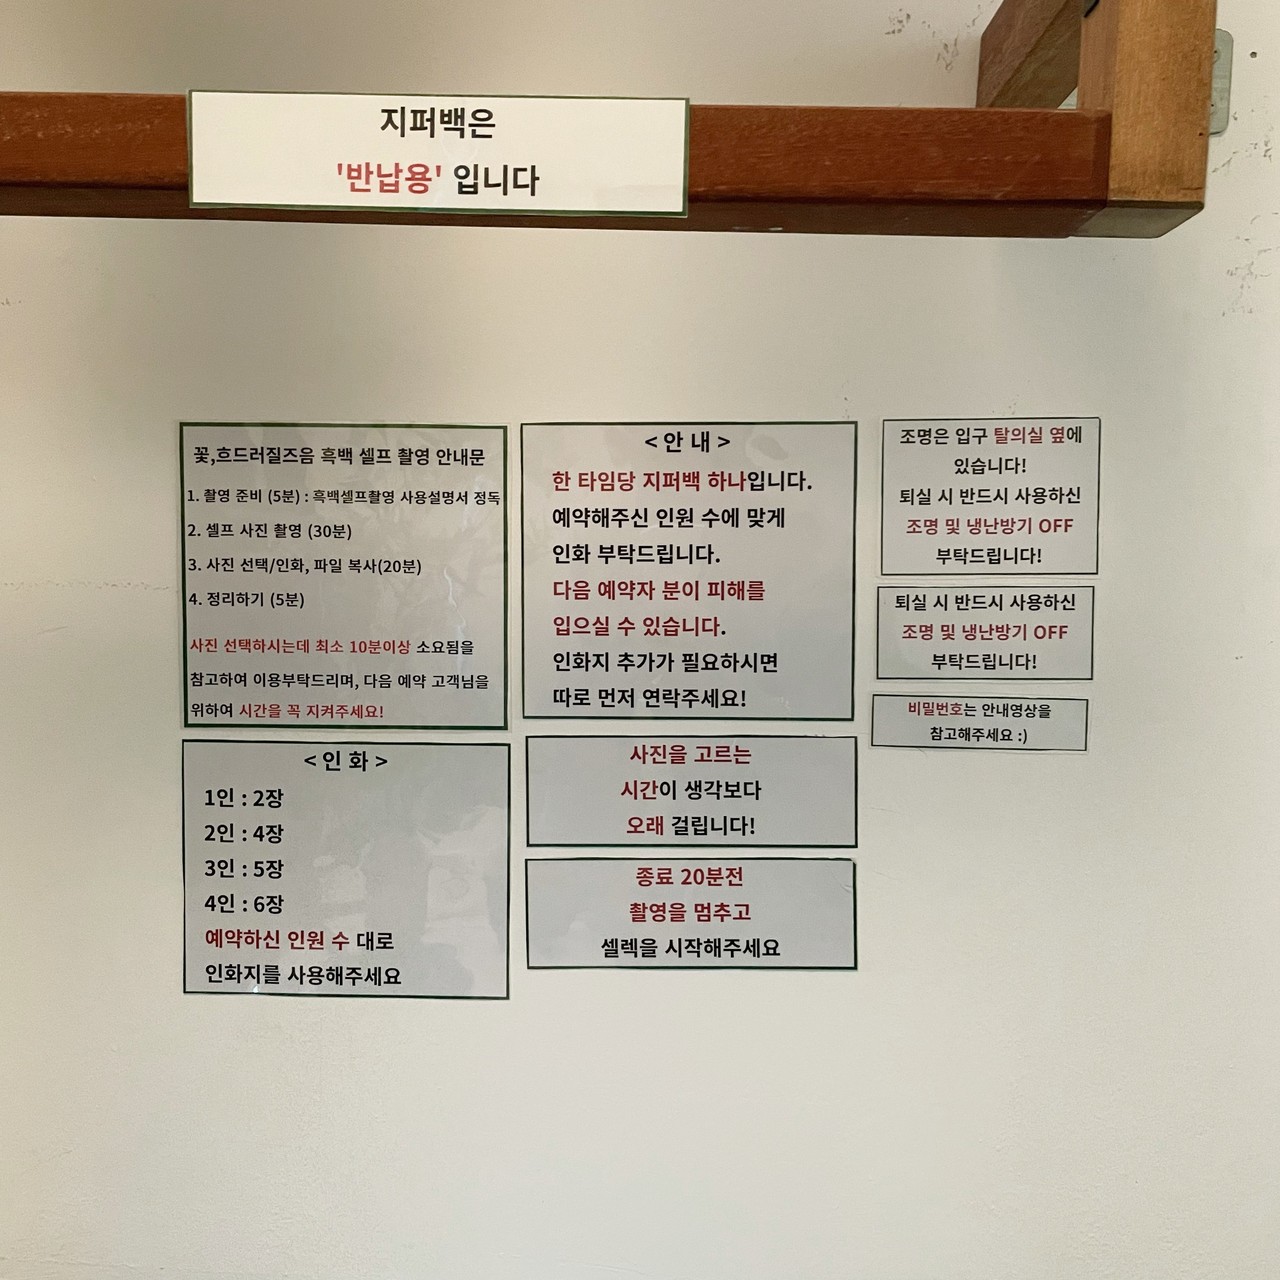 지퍼백은
'반납용' 입니다
꽃,흐드러질즈음 흑백 셀프 촬영 안내문
1. 촬영 준비 (5분) : 흑백셀프촬영 사용설명서 정독
2. 셀프 사진 촬영 (30분)
3. 사진 선택/인화, 파일 복사(20분)
4. 정리하기 (5분)
사진 선택하시는데 최소 10분이상 소요됨을
참고하여 이용부탁드리며, 다음 예약 고객님을
위하여 시간을 꼭 지켜주세요!
< 인 화 >
1인 : 2장
2인 : 4장
3인 : 5장
4인 : 6장
예약하신 인원 수 대로
인화지를 사용해주세요
< 안 내 >
한 타임당 지퍼백 하나입니다.
예약해주신 인원 수에 맞게
인화 부탁드립니다.
다음 예약자 분이 피해를
입으실 수 있습니다.
인화지 추가가 필요하시면
따로 먼저 연락주세요!
사진을 고르는
시간이 생각보다
오래 걸립니다!
종료 20분전
촬영을 멈추고
셀렉을 시작해주세요
조명은 입구 탈의실 옆에
있습니다!
퇴실 시 반드시 사용하신
조명 및 냉난방기 OFF
부탁드립니다!
퇴실 시 반드시 사용하신
조명 및 냉난방기 OFF
부탁드립니다!
비밀번호는 안내영상을
참고해주세요 :)